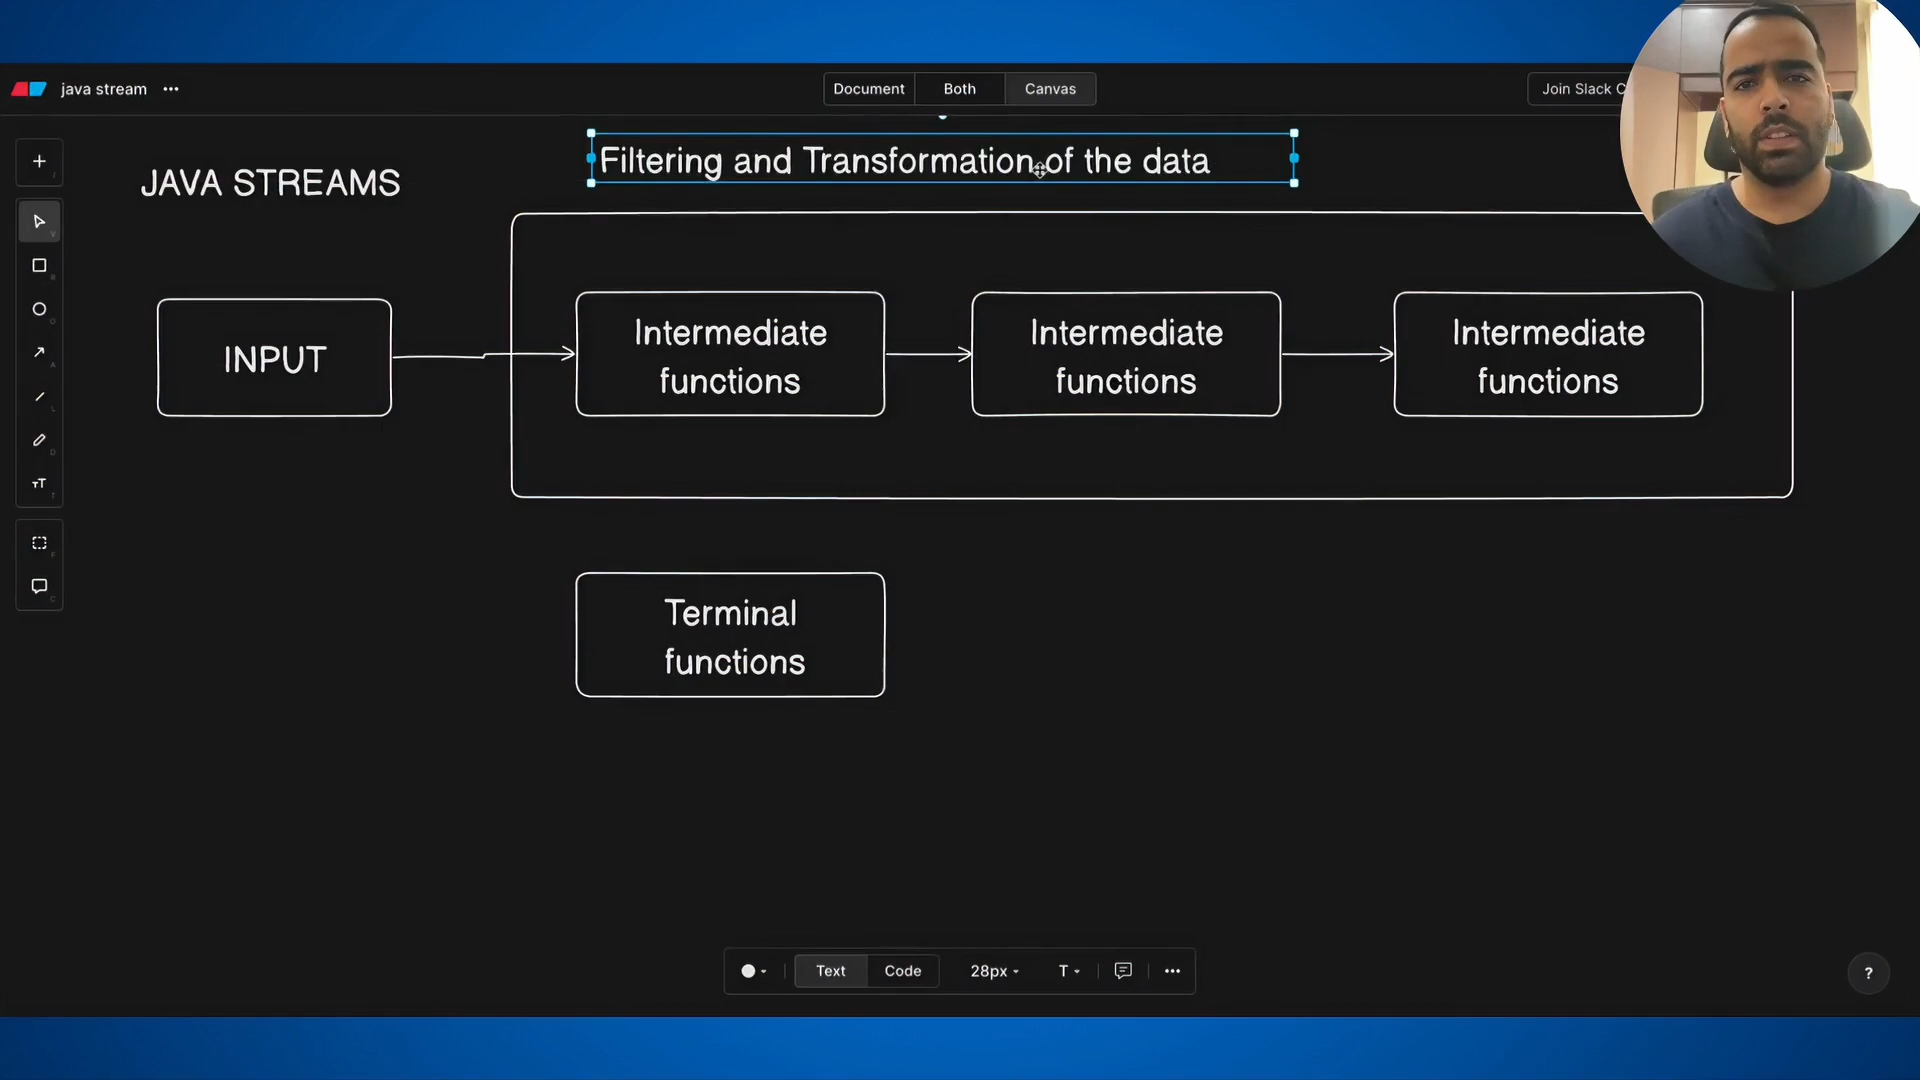 java stream
Document
Both
Canvas
Join Slack C
Filtering and Transformation of the data
JAVA STREAMS
INPUT
Intermediate
functions
Intermediate
functions
Intermediate
functions
Terminal
functions
Text
Code
28px
T
?